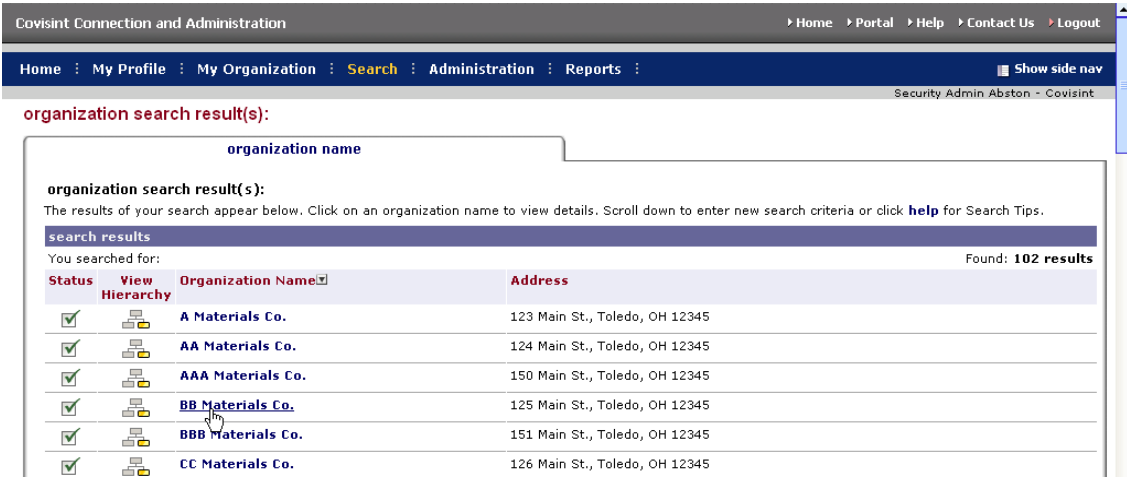 Covisint Connection and Administration
Home Portal Help Contact Us Logout
Home My Profile My Organization Search Administration Reports Show side nav
Security Admin Abston - Covisint
organization search result(s):
organization name
organization search result(s):
The results of your search appear below. Click on an organization name to view details. Scroll down to enter new search criteria or click help for Search Tips.
search results
You searched for: Found: 102 results
Status View Hierarchy Organization Name Address
A Materials Co. 123 Main St., Toledo, OH 12345
AA Materials Co. 124 Main St., Toledo, OH 12345
AAA Materials Co. 150 Main St., Toledo, OH 12345
BB Materials Co. 125 Main St., Toledo, OH 12345
BBB Materials Co. 151 Main St., Toledo, OH 12345
CC Materials Co. 126 Main St., Toledo, OH 12345